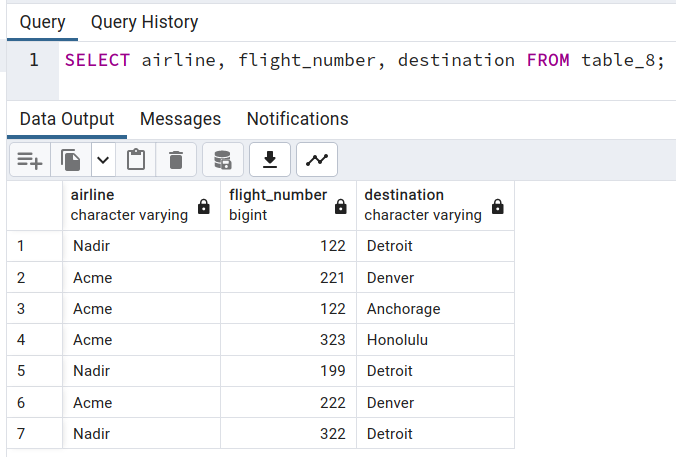 Query Query History
1 SELECT airline, flight_number, destination FROM table_8;
Data Output Messages Notifications
airline flight_number destination
character varying bigint character varying
1 Nadir 122 Detroit
2 Acme 221 Denver
3 Acme 122 Anchorage
4 Acme 323 Honolulu
5 Nadir 199 Detroit
6 Acme 222 Denver
7 Nadir 322 Detroit